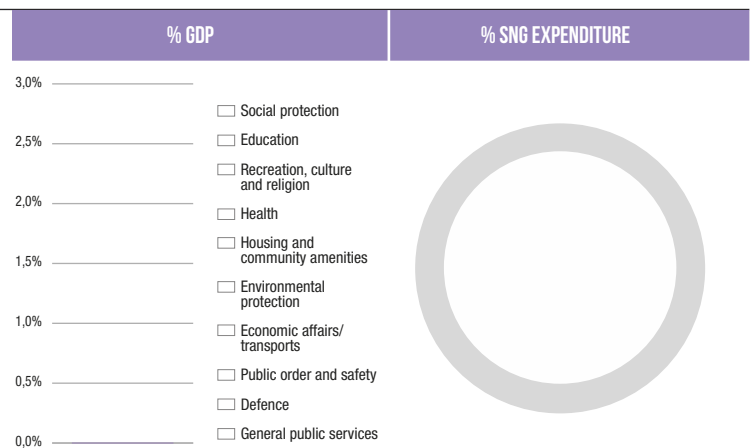 % GDP
% SNG EXPENDITURE
3,0%
2,5%
2,0%
1,5%
1,0%
0,5%
0,0%
Social protection
Education
Recreation, culture
and religion
Health
Housing and
community amenities
Environmental
protection
Economic affairs/
transports
Public order and safety
Defence
General public services